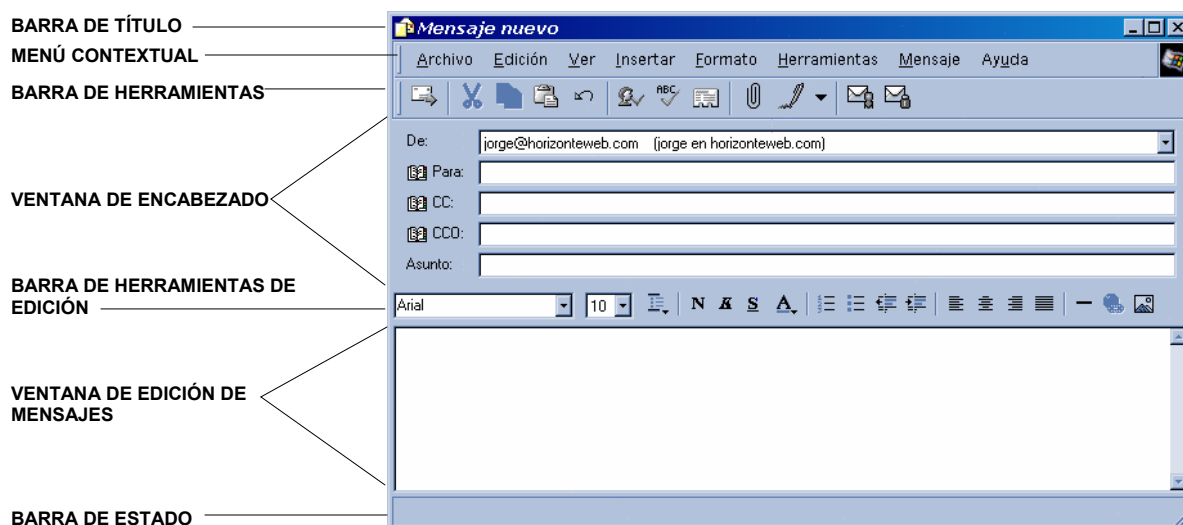 BARRA DE TÍTULO
Mensaje nuevo
MENÚ CONTEXTUAL
Archivo Edición Ver Insertar Formato Herramientas Mensaje Ayuda
BARRA DE HERRAMIENTAS
ABC
De: jorge@horizonteweb.com (jorge en horizonteweb.com)
Para:
VENTANA DE ENCABEZADO
CC:
CCO:
Asunto:
BARRA DE HERRAMIENTAS DE
EDICIÓN
Arial 10 N K S A
VENTANA DE EDICIÓN DE
MENSAJES
BARRA DE ESTADO